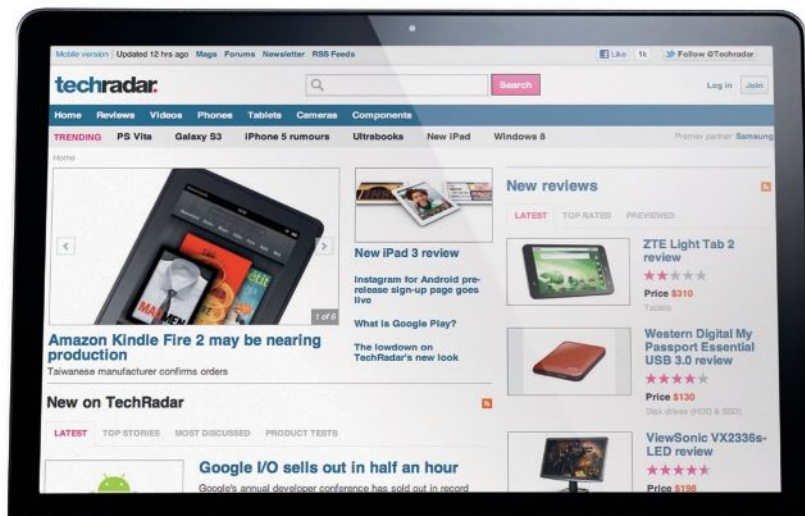 Mobile version | Updated 12 hrs ago Mags Forums Newsletter RSS Feeds
Like 1k Follow @Techradar
techradar.
Search
Log in Join
Home Reviews Videos Phones Tablets Cameras Components
TRENDING PS Vita Galaxy S3 iPhone 5 rumours Ultrabooks New iPad Windows 8
Premier partner Samsung
Home
1 of 6
Amazon Kindle Fire 2 may be nearing
production
Taiwanese manufacturer confirms orders
New iPad 3 review
Instagram for Android pre-
release sign-up page goes
live
What is Google Play?
The lowdown on
TechRadar's new look
New reviews
LATEST TOP RATED PREVIEWED
ZTE Light Tab 2
review
Price $310
Tablets
Western Digital My
Passport Essential
USB 3.0 review
Price $130
Disk drives (HDD & SSD)
ViewSonic VX2336s-
LED review
Price $198
New on TechRadar
LATEST TOP STORIES MOST DISCUSSED PRODUCT TESTS
Google I/O sells out in half an hour
Google's annual developer conference has sold out in record